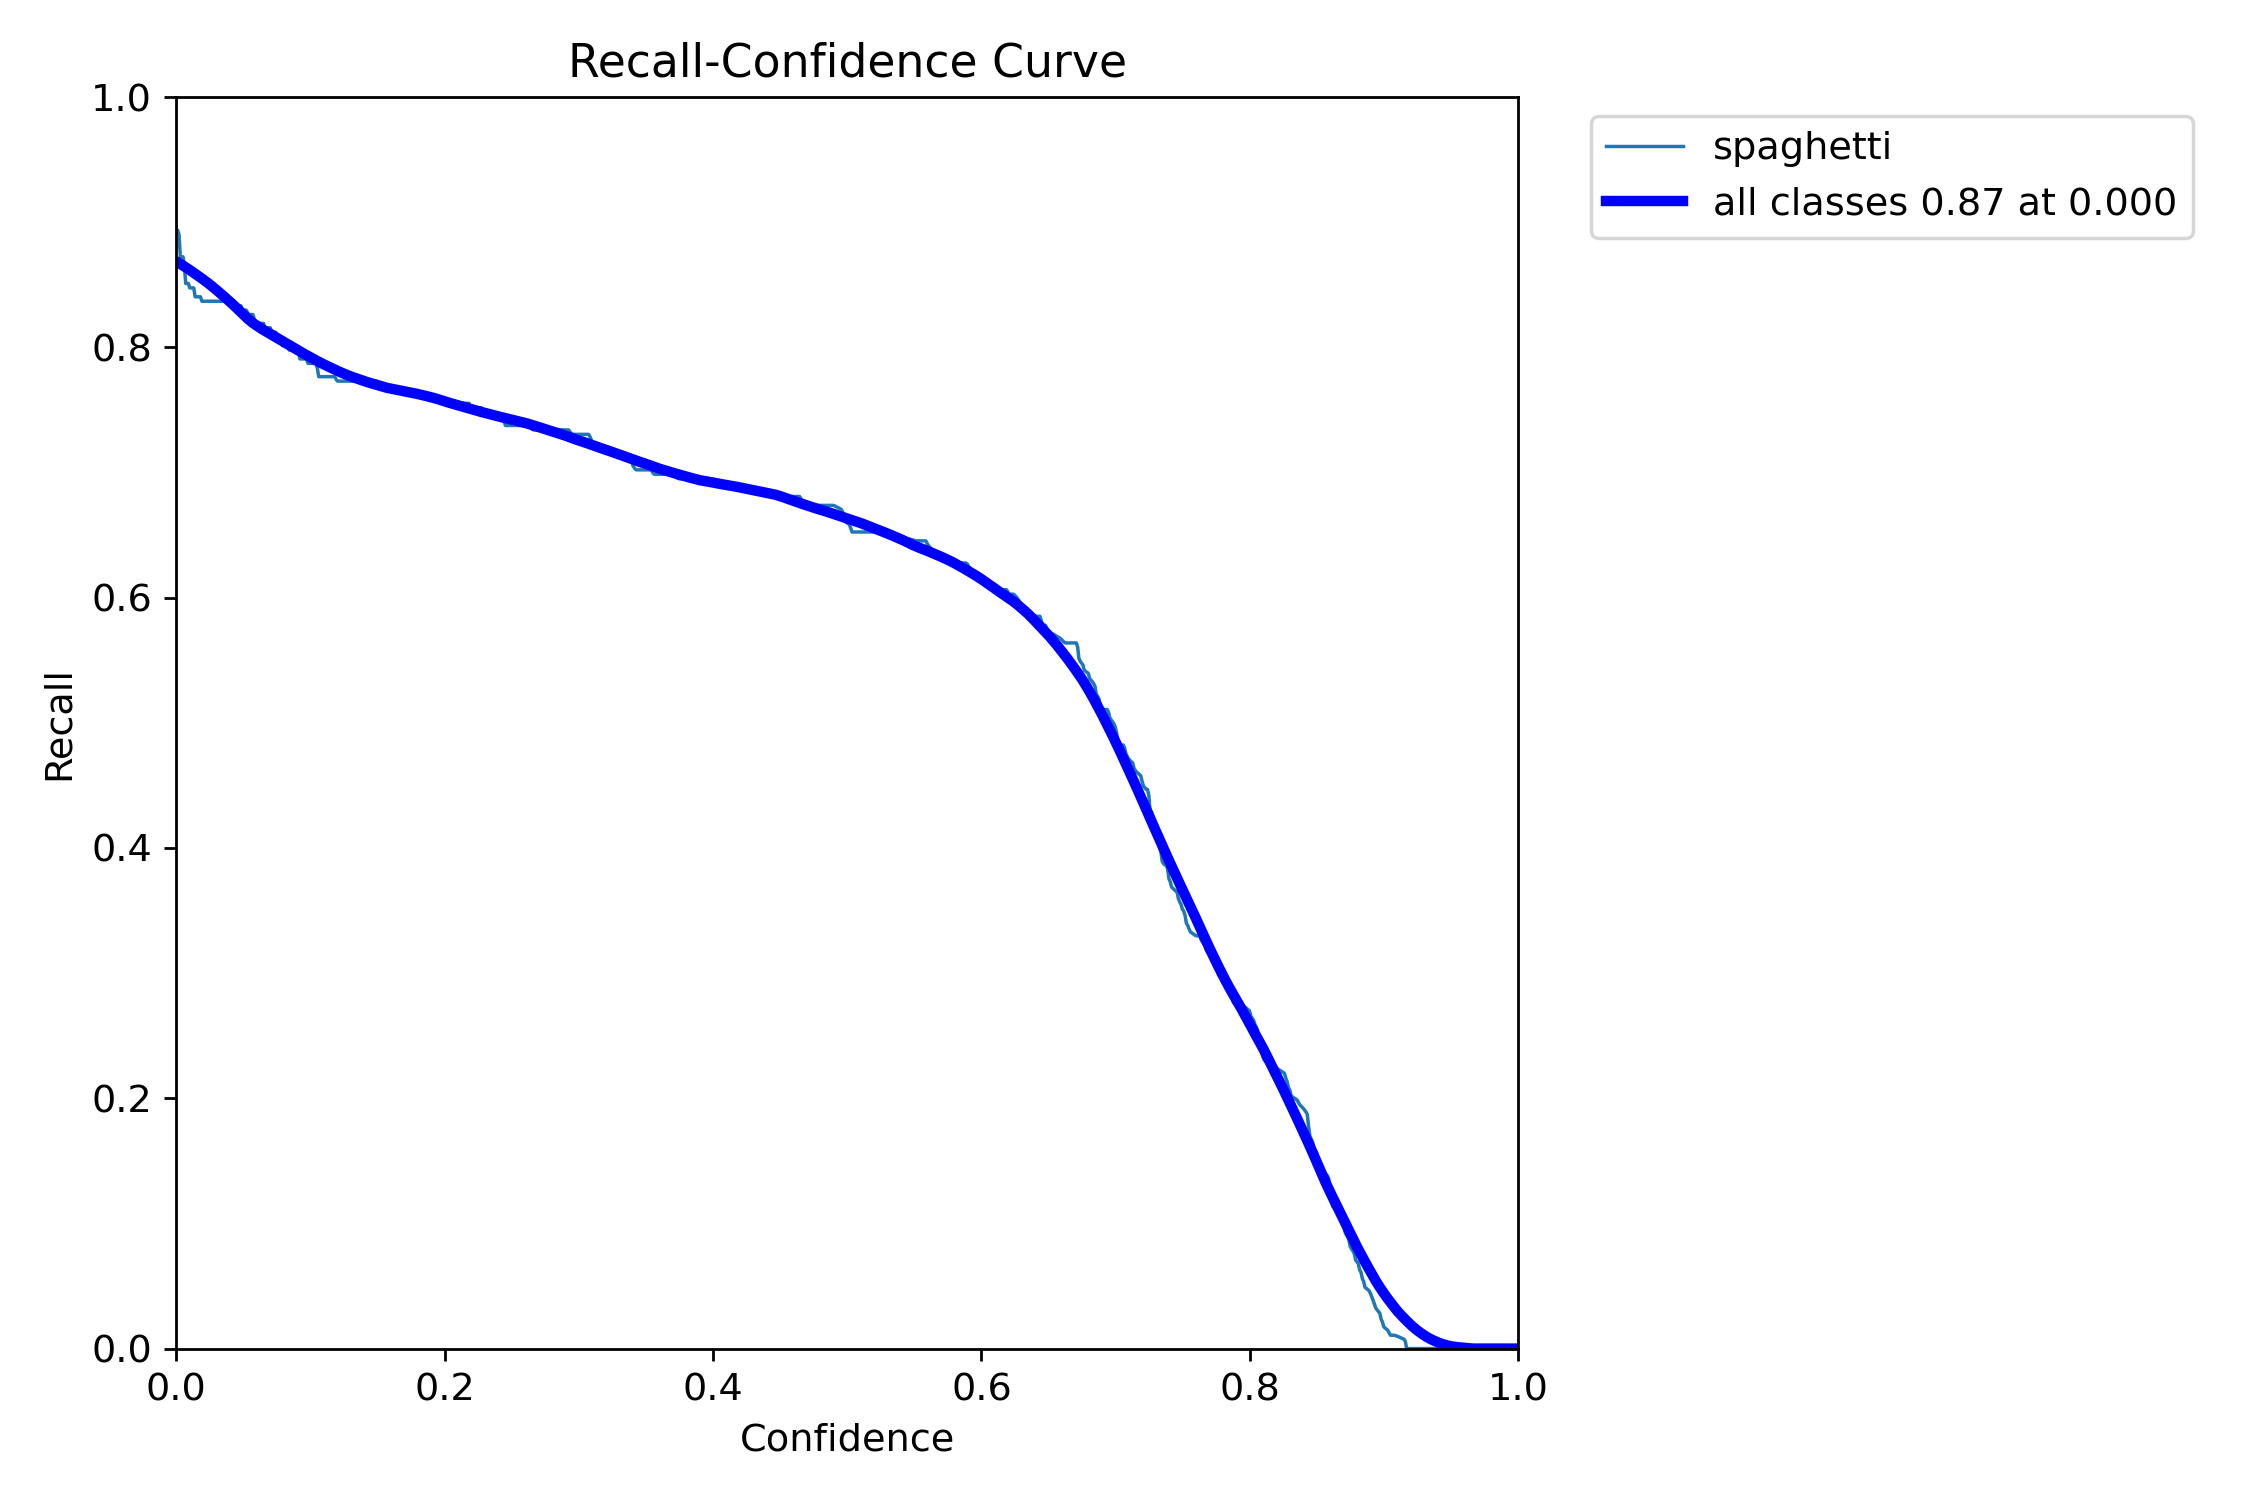 Recall-Confidence Curve
1.0
0.8
0.6
0.4
0.2
0.0
Recall
0.0 0.2 0.4 0.6 0.8 1.0
Confidence
spaghetti
all classes 0.87 at 0.000